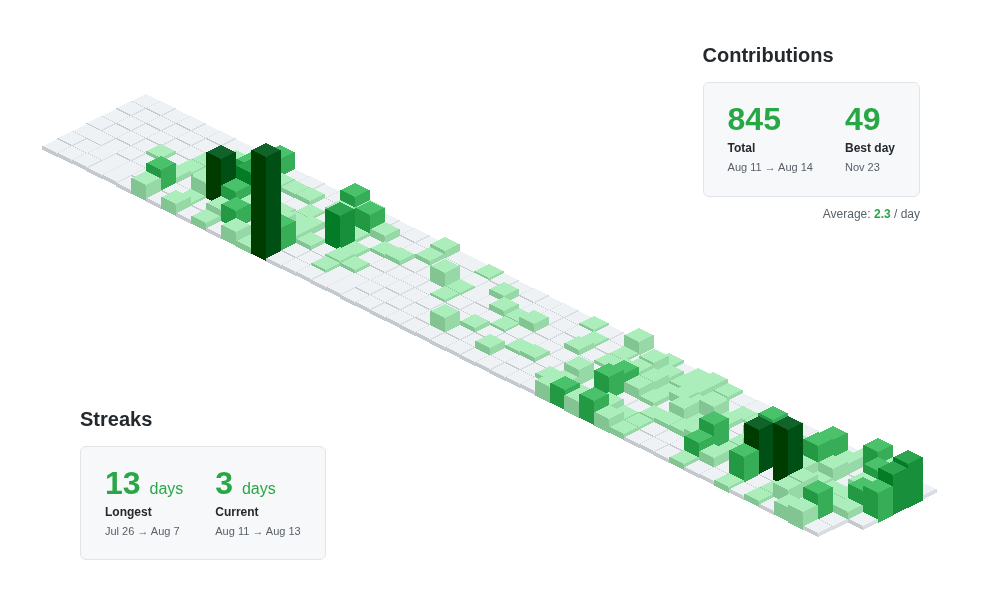 Contributions
845 49
Total Best day
Aug 11 → Aug 14 Nov 23
Average: 2.3 / day
Streaks
13 days 3 days
Longest Current
Jul 26 → Aug 7 Aug 11 → Aug 13